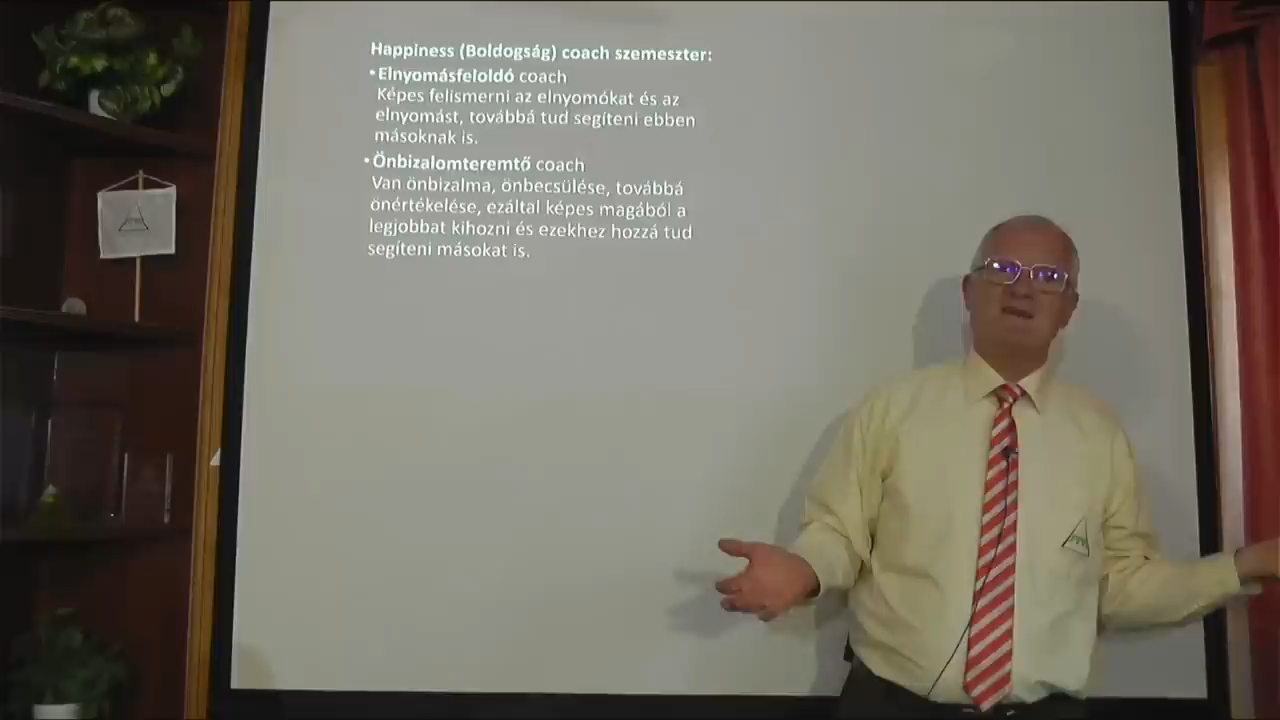 Happiness (Boldogság) coach szemeszter:
•Elnyomásfeloldó coach
Képes felismerni az elnyomókat és az
elnyomást, továbbá tud segíteni ebben
másoknak is.
•Önbizalomteremtő coach
Van önbizalma, önbecsülése, továbbá
önértékelése, ezáltal képes magából a
legjobbat kihozni és ezekhez hozzá tud
segíteni másokat is.